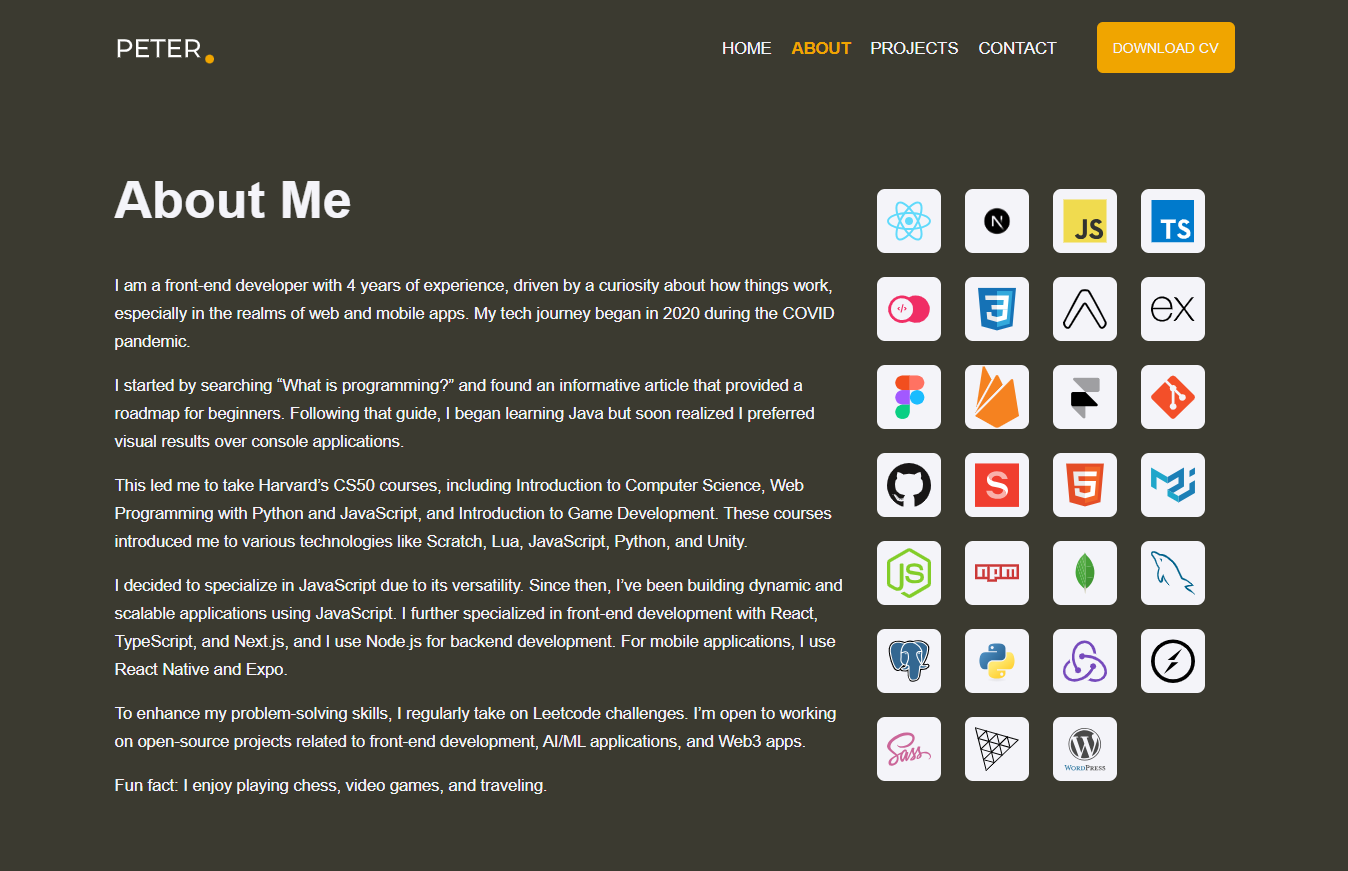 PETER.
HOME ABOUT PROJECTS CONTACT DOWNLOAD CV
About Me
I am a front-end developer with 4 years of experience, driven by a curiosity about how things work,
especially in the realms of web and mobile apps. My tech journey began in 2020 during the COVID
pandemic.
I started by searching “What is programming?” and found an informative article that provided a
roadmap for beginners. Following that guide, I began learning Java but soon realized I preferred
visual results over console applications.
This led me to take Harvard’s CS50 courses, including Introduction to Computer Science, Web
Programming with Python and JavaScript, and Introduction to Game Development. These courses
introduced me to various technologies like Scratch, Lua, JavaScript, Python, and Unity.
I decided to specialize in JavaScript due to its versatility. Since then, I’ve been building dynamic and
scalable applications using JavaScript. I further specialized in front-end development with React,
TypeScript, and Next.js, and I use Node.js for backend development. For mobile applications, I use
React Native and Expo.
To enhance my problem-solving skills, I regularly take on Leetcode challenges. I’m open to working
on open-source projects related to front-end development, AI/ML applications, and Web3 apps.
Fun fact: I enjoy playing chess, video games, and traveling.
N JS TS
</> 3 ex
S 5
JS npm
Sass W
WORDPRESS